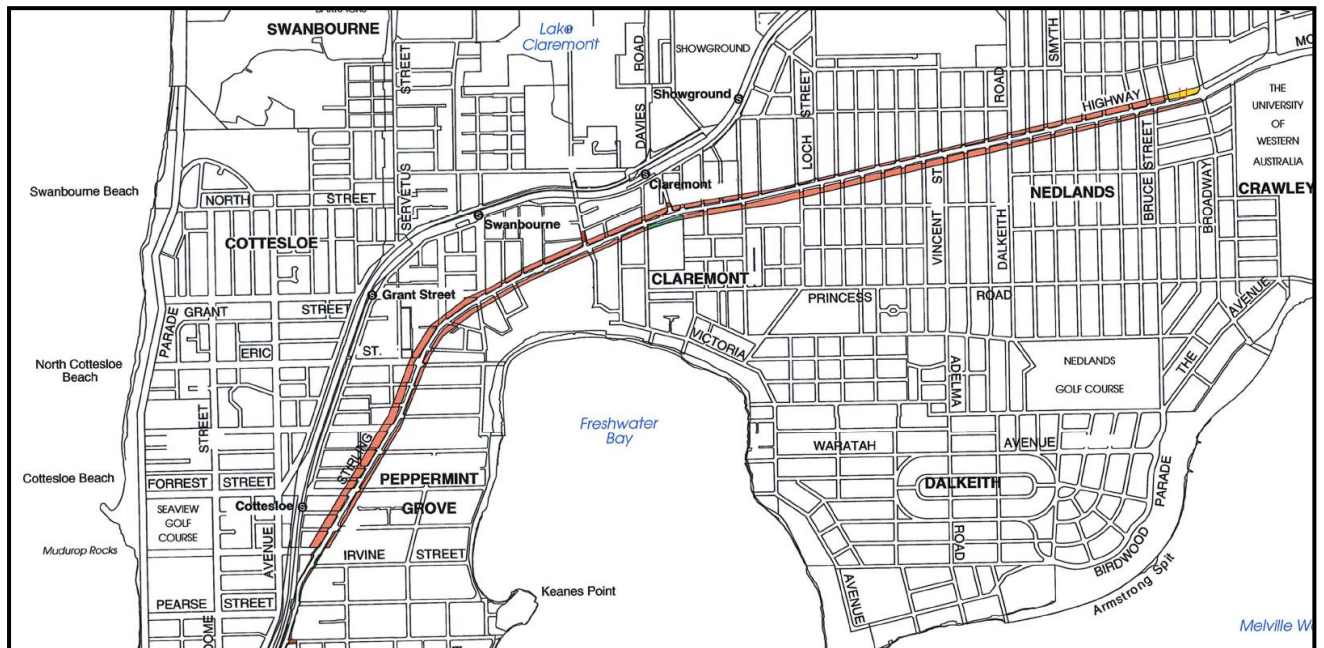 SWANBOURNE
Lake
Claremont
ROAD
SHOWGROUND
SMYTH
STREET
Showground
STREET
ROAD
HIGHWAY
THE
UNIVERSITY
OF
WESTERN
AUSTRALIA
DAVIES
LOCH
Claremont
Swanbourne Beach
NORTH
STREET
SERVETUS
Swanbourne
ST
NEDLANDS
BRUCE STREET
BROADWAY
CRAWLEY
COTTESLOE
VINCENT
DALKEITH
CLAREMONT
Grant Street
GRANT
STREET
PRINCESS
ROAD
PARADE
AVENUE
THE
VICTORIA
ERIC
ST.
North Cottesloe
Beach
ADELMA
NEDLANDS
GOLF COURSE
STREET
Freshwater
Bay
STIRLING
WARATAH
AVENUE
Cottesloe Beach
FORREST
STREET
PEPPERMINT
GROVE
DALKEITH
PARADE
SEAVIEW
GOLF
COURSE
Cottesloe
Mudurop Rocks
AVENUE
IRVINE
STREET
ROAD
BIRDWOOD
Armstrong Spit
Keanes Point
AVENUE
PEARSE
STREET
Melville